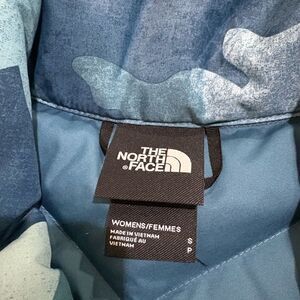 THE
NORTH
FACE
WOMENS/FEMMES
MADE IN VIETNAM
FABRIQUÉ AU
VIETNAM
S
P